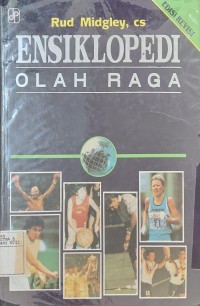 Rud Midgley, cs
EDISI REVISI
ENSIKLOPEDI
OLAH RAGA